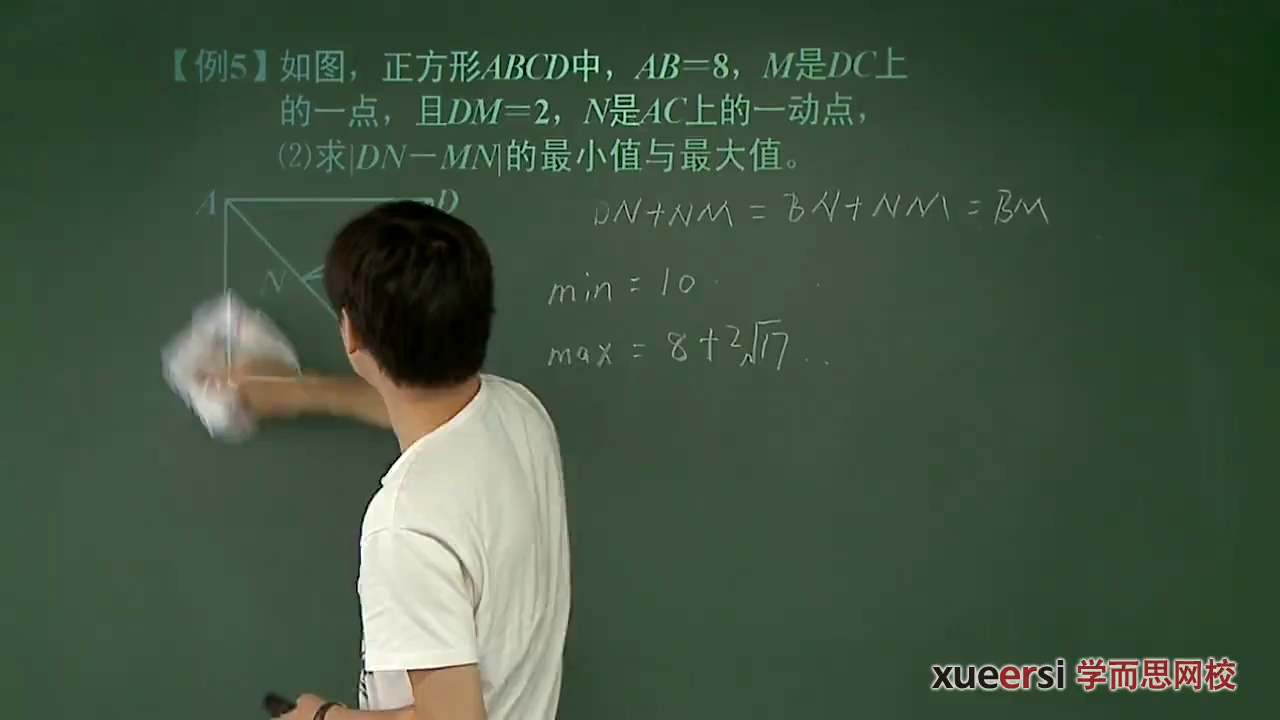 【例5】如图，正方形ABCD中，AB＝8，M是DC上
的一点，且DM＝2，N是AC上的一动点，
(2)求|DN－MN|的最小值与最大值。
A D
N
DN+NM = BN+NM = BM
min = 10
max = 8+2√17
xueersi 学而思网校